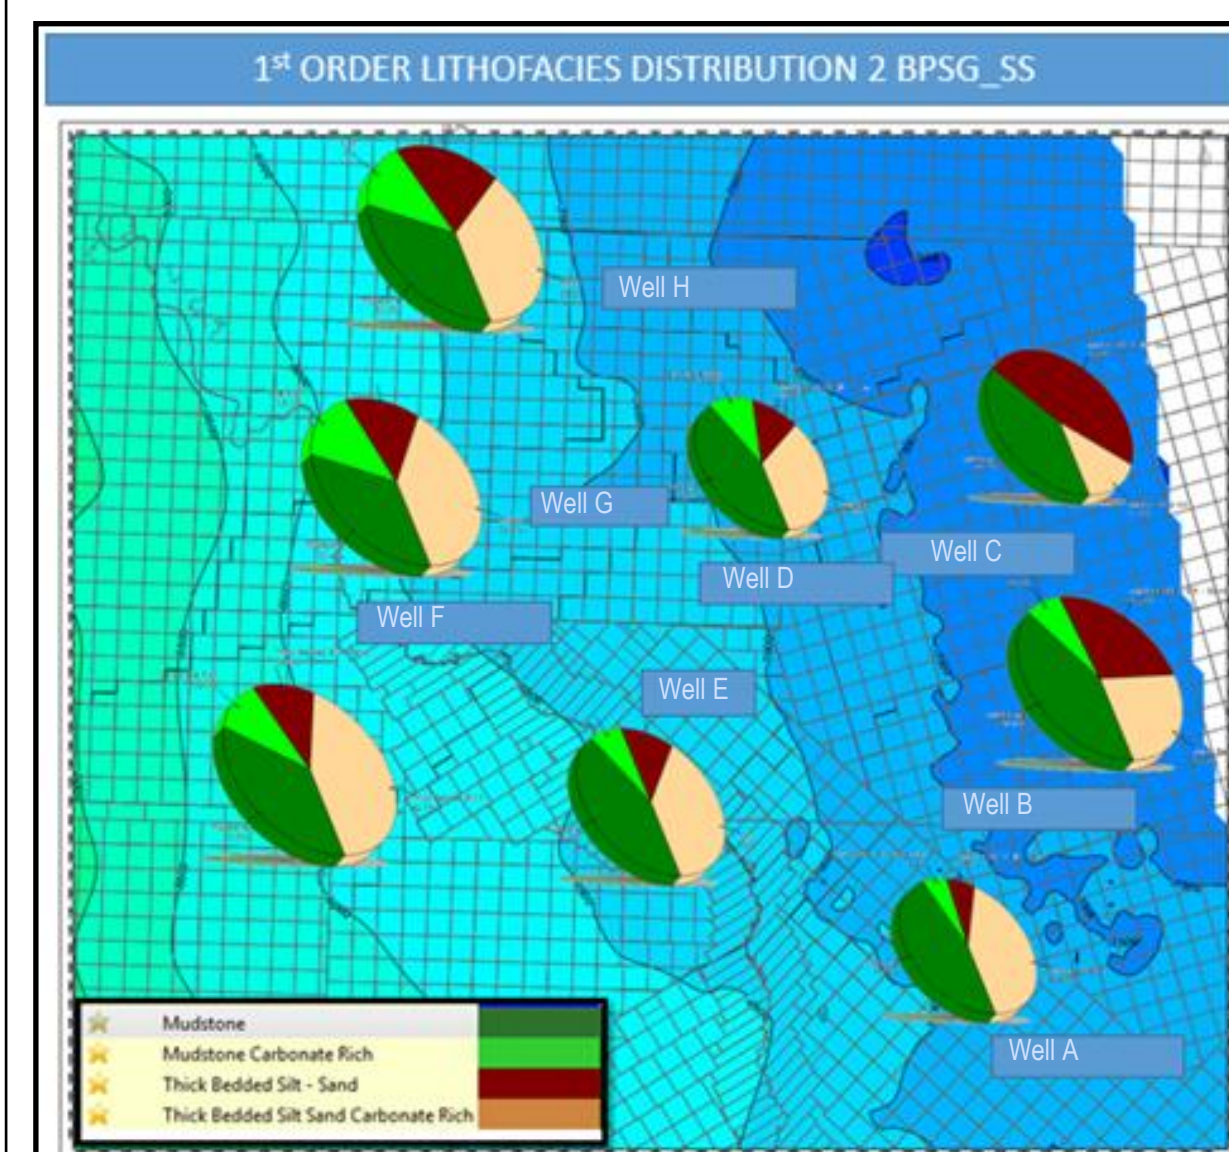 1st ORDER LITHOFACIES DISTRIBUTION 2 BPSG_SS
Well H
Well G
Well C
Well D
Well F
Well E
Well B
Well A
Mudstone
Mudstone Carbonate Rich
Thick Bedded Silt - Sand
Thick Bedded Silt Sand Carbonate Rich